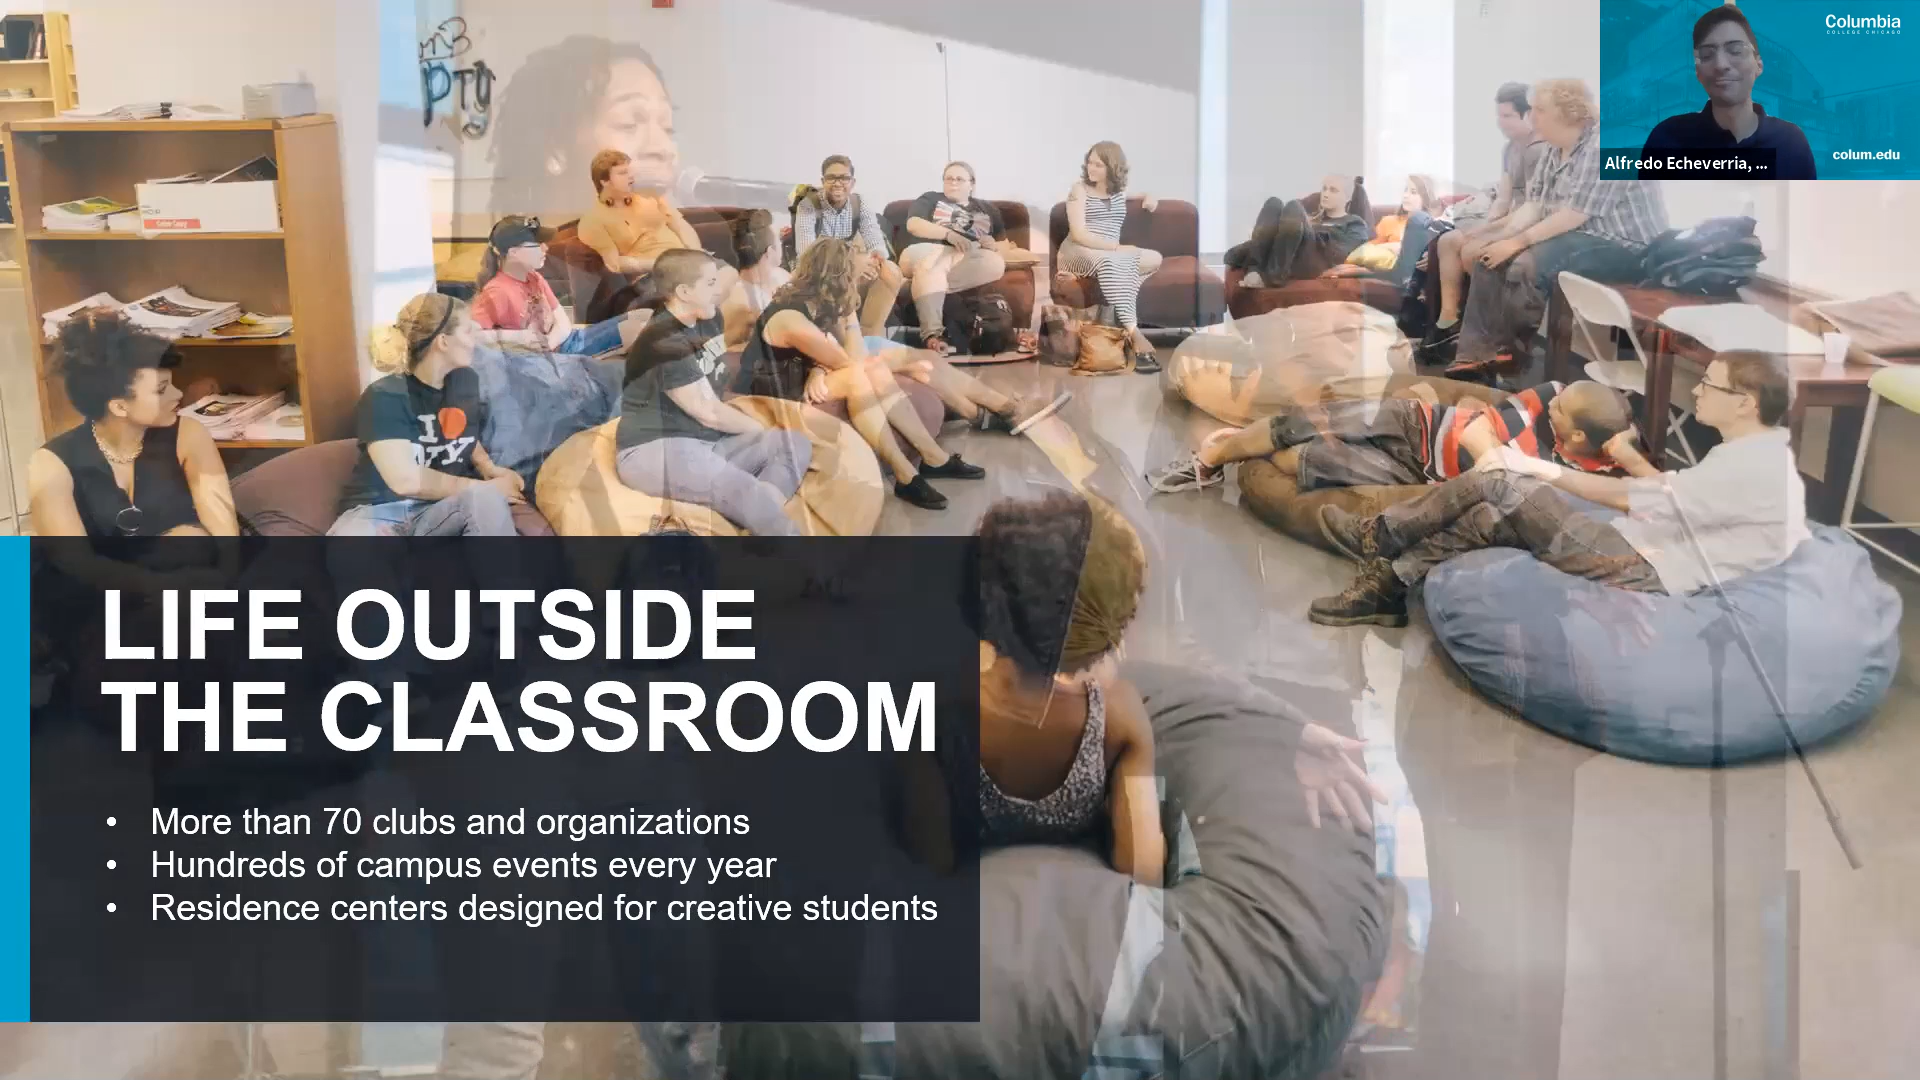 Columbia
COLLEGE CHICAGO
Alfredo Echeverria, ...
colum.edu
I
N.Y.
LIFE OUTSIDE
THE CLASSROOM
• More than 70 clubs and organizations
• Hundreds of campus events every year
• Residence centers designed for creative students